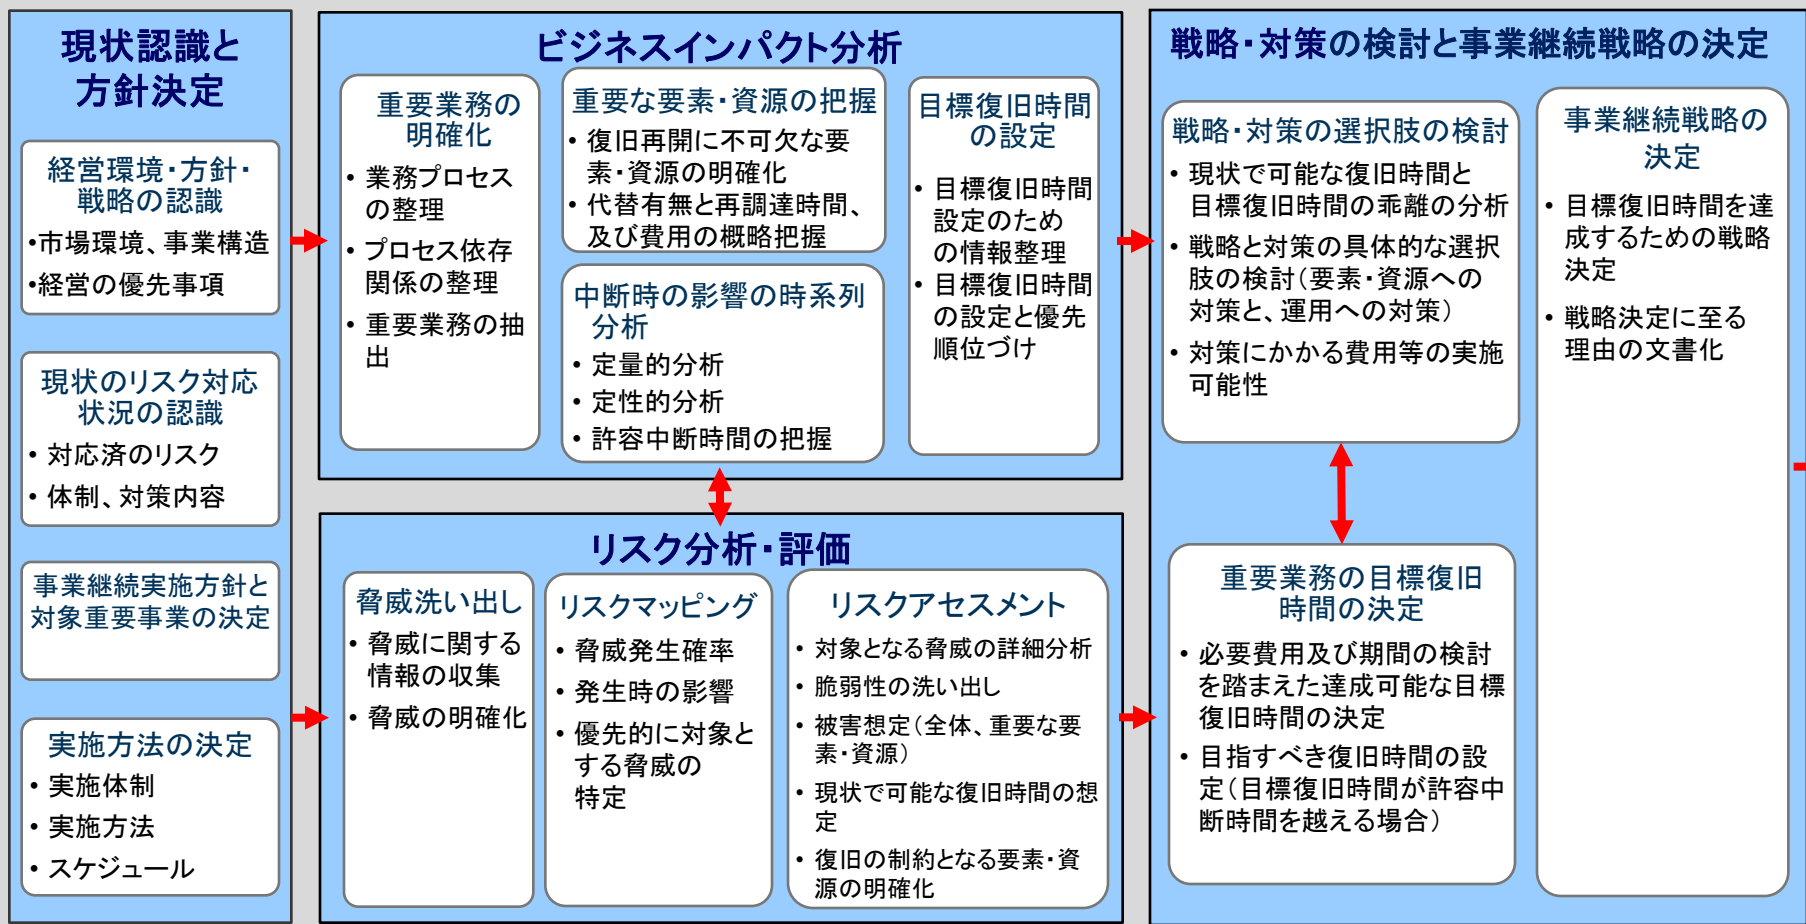 現状認識と
方針決定
経営環境・方針・
戦略の認識
•市場環境、事業構造
•経営の優先事項
現状のリスク対応
状況の認識
• 対応済のリスク
• 体制、対策内容
事業継続実施方針と
対象重要事業の決定
実施方法の決定
• 実施体制
• 実施方法
• スケジュール
ビジネスインパクト分析
重要業務の
明確化
• 業務プロセス
の整理
• プロセス依存
関係の整理
• 重要業務の抽
出
重要な要素・資源の把握
• 復旧再開に不可欠な要
素・資源の明確化
• 代替有無と再調達時間、
及び費用の概略把握
中断時の影響の時系列
分析
• 定量的分析
• 定性的分析
• 許容中断時間の把握
目標復旧時間
の設定
• 目標復旧時間
設定のため
の情報整理
• 目標復旧時間
の設定と優先
順位づけ
リスク分析・評価
脅威洗い出し
• 脅威に関する
情報の収集
• 脅威の明確化
リスクマッピング
• 脅威発生確率
• 発生時の影響
• 優先的に対象と
する脅威の
特定
リスクアセスメント
• 対象となる脅威の詳細分析
• 脆弱性の洗い出し
• 被害想定（全体、重要な要
素・資源）
• 現状で可能な復旧時間の想
定
• 復旧の制約となる要素・資
源の明確化
戦略・対策の検討と事業継続戦略の決定
戦略・対策の選択肢の検討
• 現状で可能な復旧時間と
目標復旧時間の乖離の分析
• 戦略と対策の具体的な選択
肢の検討（要素・資源への
対策と、運用への対策）
• 対策にかかる費用等の実施
可能性
重要業務の目標復旧
時間の決定
• 必要費用及び期間の検討
を踏まえた達成可能な目標
復旧時間の決定
• 目指すべき復旧時間の設
定（目標復旧時間が許容中
断時間を越える場合）
事業継続戦略の
決定
• 目標復旧時間を達
成するための戦略
決定
• 戦略決定に至る
理由の文書化